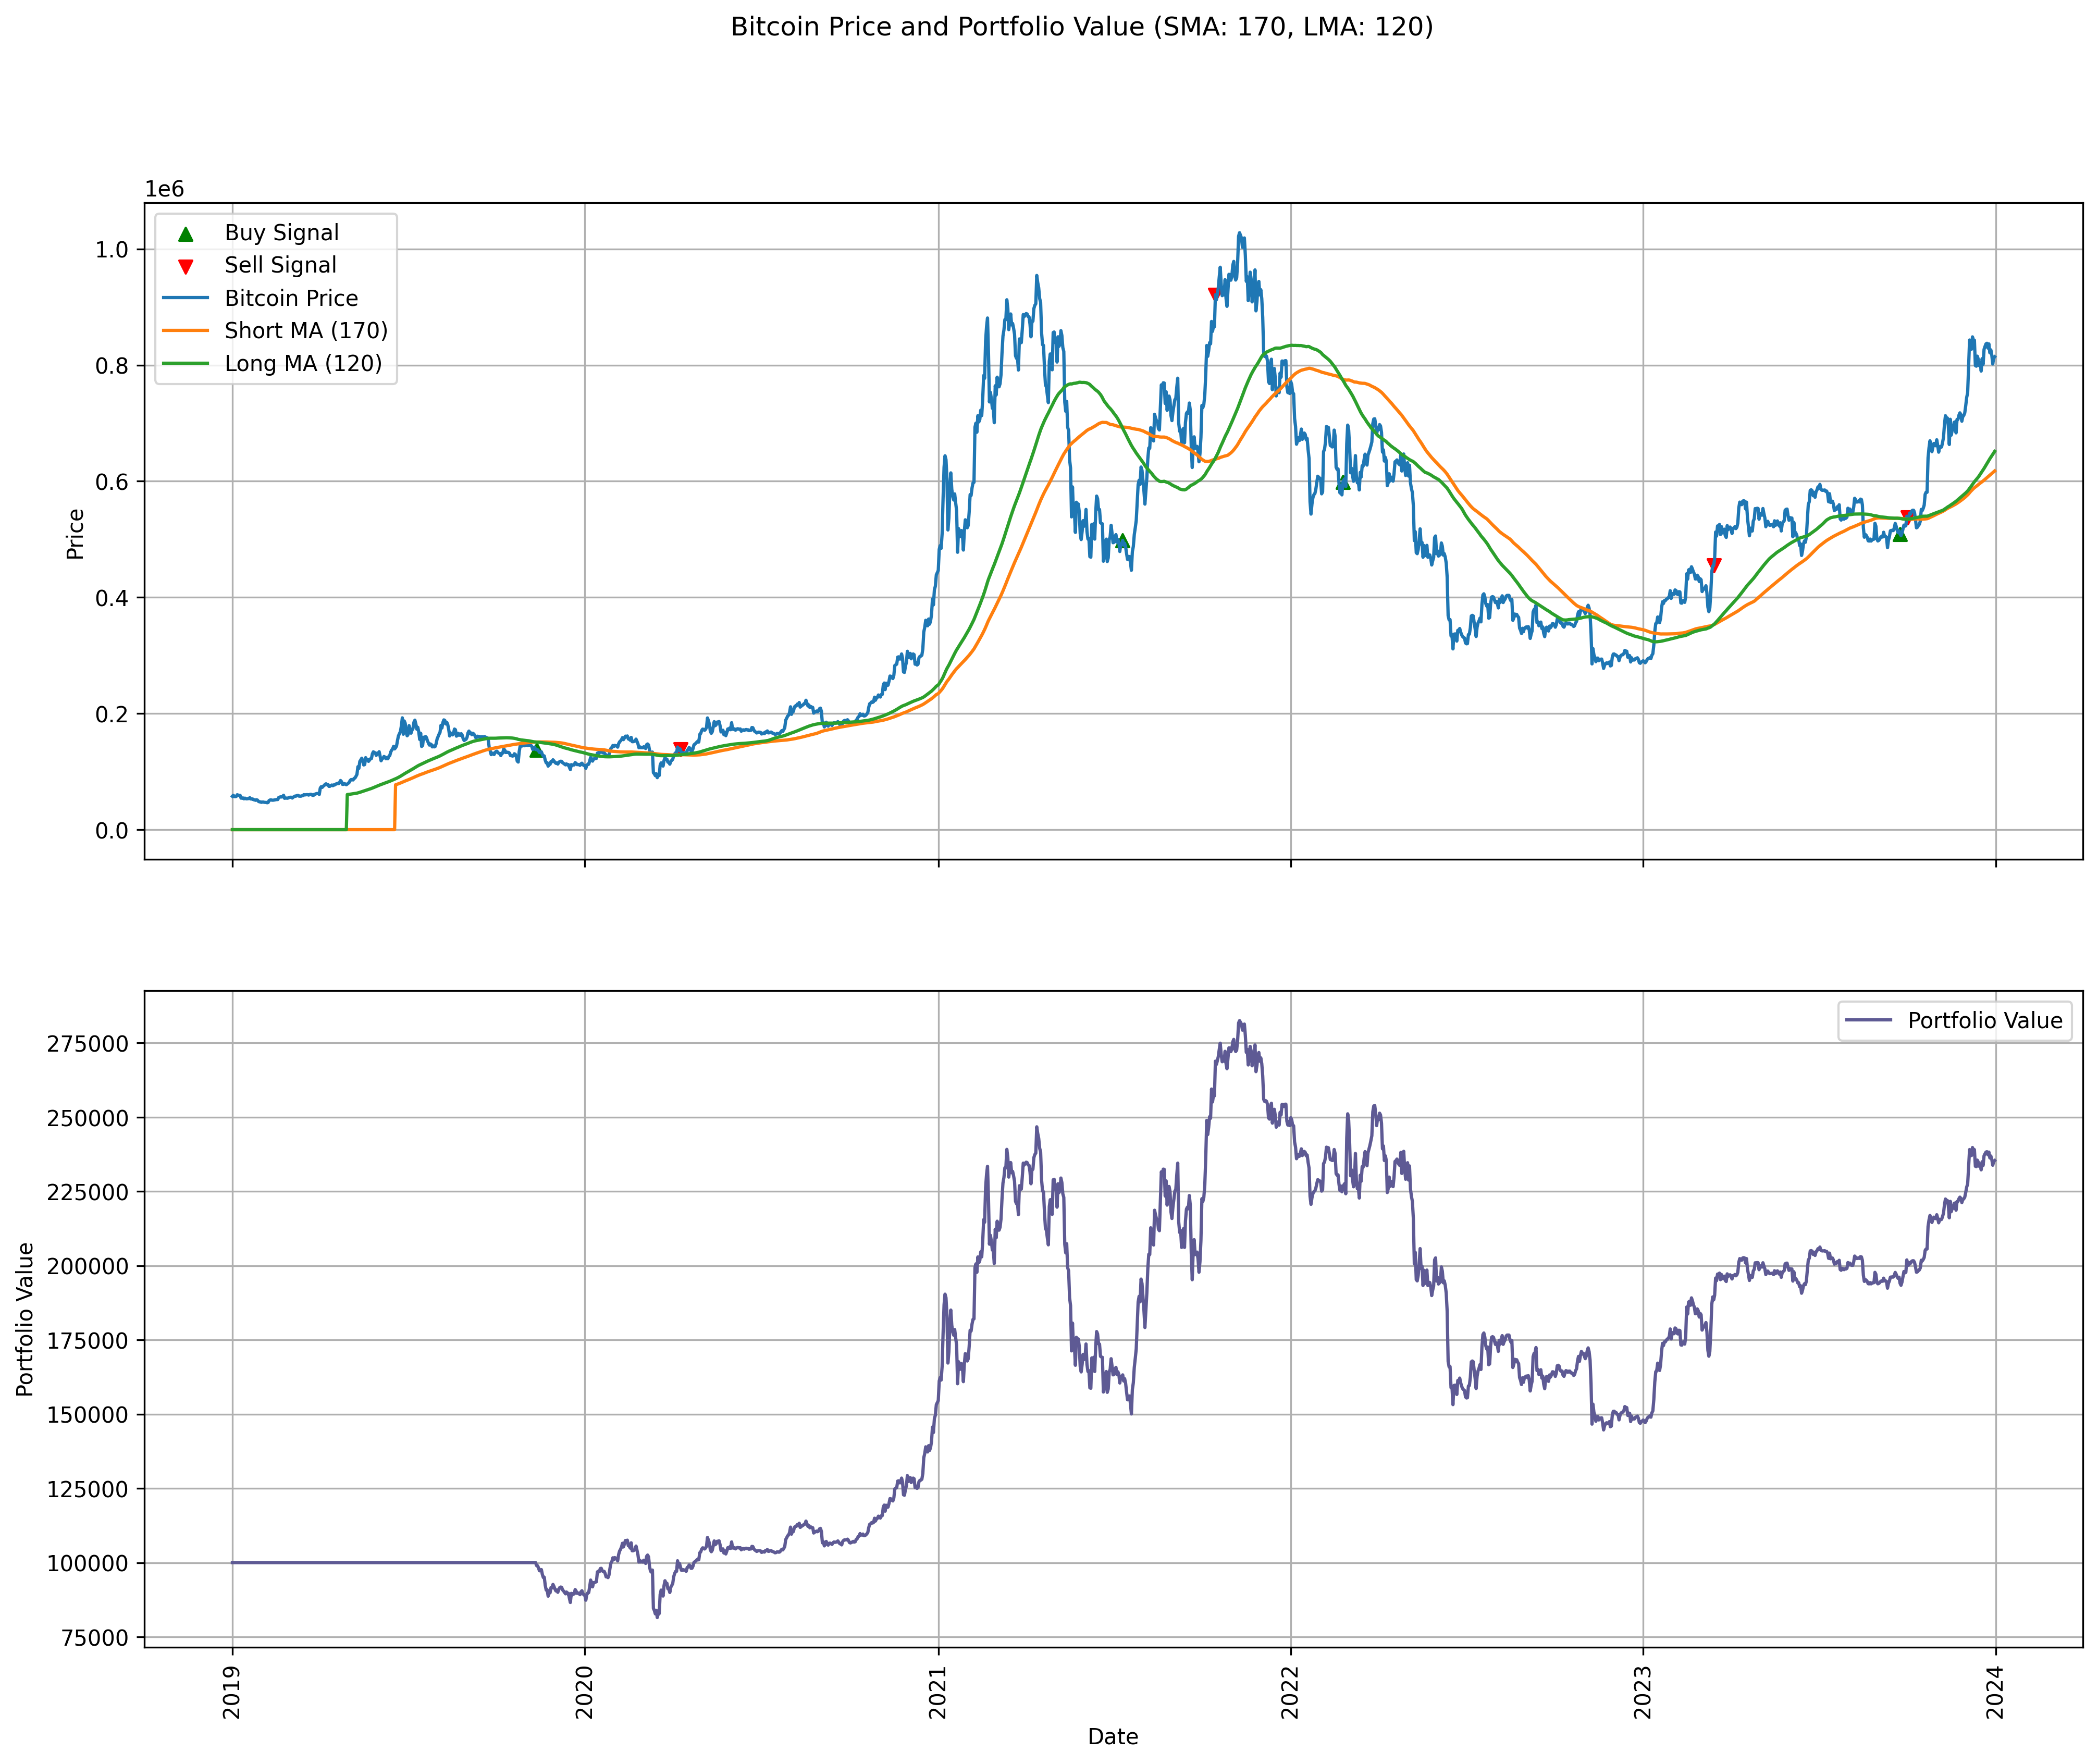 Bitcoin Price and Portfolio Value (SMA: 170, LMA: 120)
1e6
Buy Signal
Sell Signal
Bitcoin Price
Short MA (170)
Long MA (120)
1.0
0.8
0.6
0.4
0.2
0.0
Price
Portfolio Value
275000
250000
225000
200000
175000
150000
125000
100000
75000
Portfolio Value
2019
2020
2021
2022
2023
2024
Date